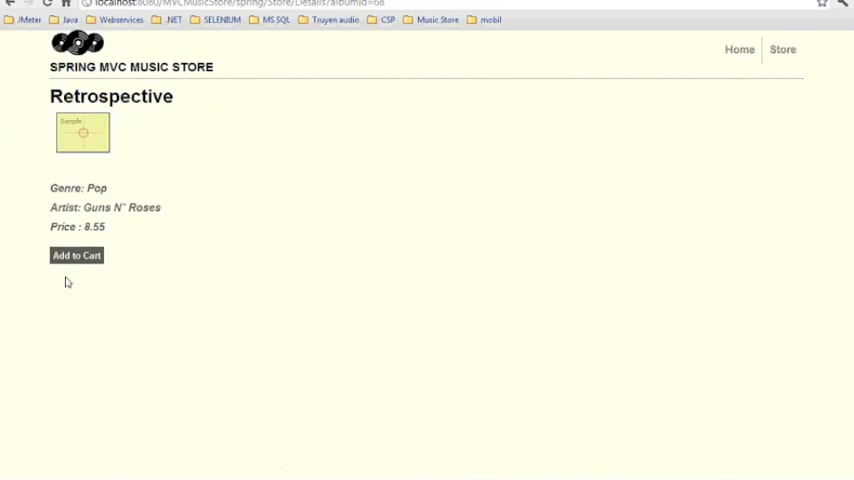 localhost:8080/MVCMusicStore/spring/Store/Details?albumId=68
JMeter Java Webservices .NET SELENIUM MS SQL Truyen audio CSP Music Store mobil
SPRING MVC MUSIC STORE
Home Store
Retrospective
Sample
Genre: Pop
Artist: Guns N'' Roses
Price : 8.55
Add to Cart